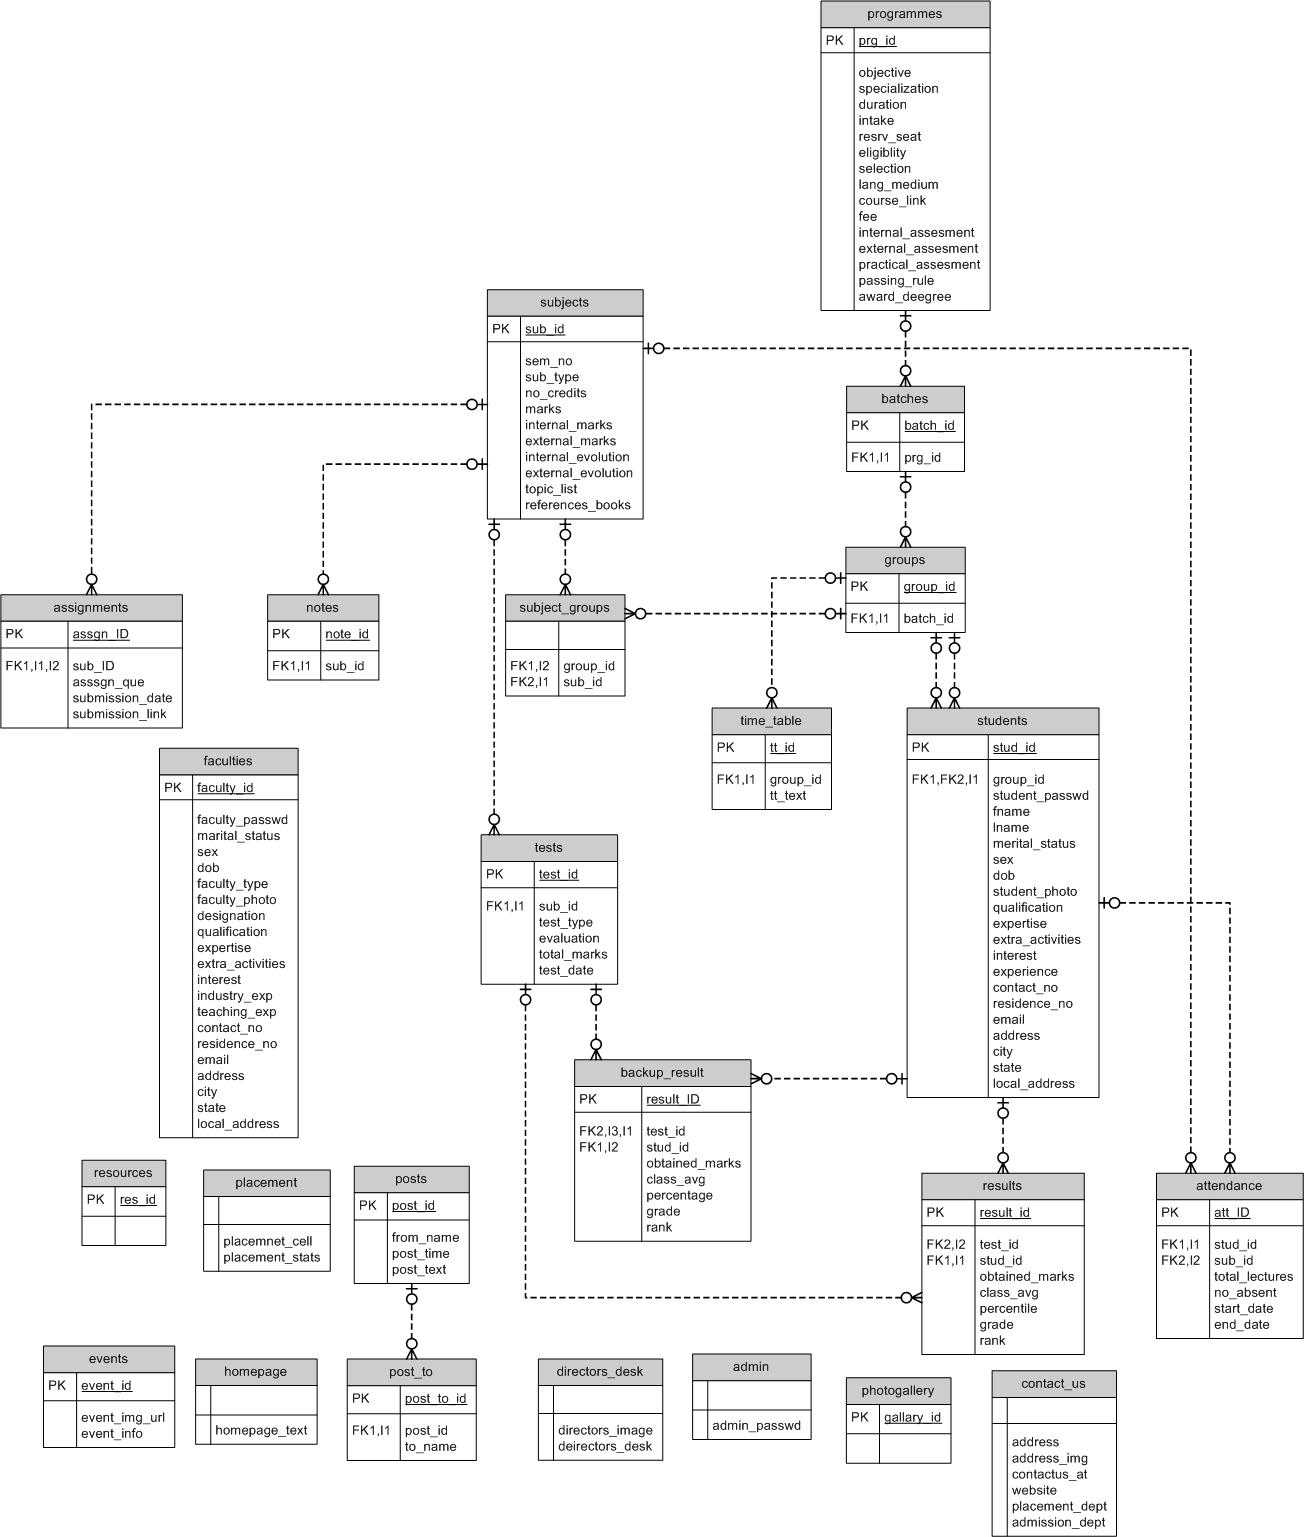 programmes
PK prg_id
objective
specialization
duration
intake
resrv_seat
eligiblity
selection
lang_medium
course_link
fee
internal_assesment
external_assesment
practical_assesment
passing_rule
award_deegree
subjects
PK sub_id
sem_no
sub_type
no_credits
marks
internal_marks
external_marks
internal_evolution
external_evolution
topic_list
references_books
batches
PK batch_id
FK1,I1 prg_id
groups
PK group_id
FK1,I1 batch_id
assignments
PK assgn_ID
FK1,I1,I2 sub_ID
asssgn_que
submission_date
submission_link
notes
PK note_id
FK1,I1 sub_id
subject_groups
FK1,I2 group_id
FK2,I1 sub_id
time_table
PK tt_id
FK1,I1 group_id
tt_text
students
PK stud_id
FK1,FK2,I1 group_id
student_passwd
fname
lname
merital_status
sex
dob
student_photo
qualification
expertise
extra_activities
interest
experience
contact_no
residence_no
email
address
city
state
local_address
faculties
PK faculty_id
faculty_passwd
marital_status
sex
dob
faculty_type
faculty_photo
designation
qualification
expertise
extra_activities
interest
industry_exp
teaching_exp
contact_no
residence_no
email
address
city
state
local_address
tests
PK test_id
FK1,I1 sub_id
test_type
evaluation
total_marks
test_date
backup_result
PK result_ID
FK2,I3,I1 test_id
FK1,I2 stud_id
obtained_marks
class_avg
percentage
grade
rank
resources
PK res_id
placement
placemnet_cell
placement_stats
posts
PK post_id
from_name
post_time
post_text
results
PK result_id
FK2,I2 test_id
FK1,I1 stud_id
obtained_marks
class_avg
percentile
grade
rank
attendance
PK att_ID
FK1,I1 stud_id
FK2,I2 sub_id
total_lectures
no_absent
start_date
end_date
events
PK event_id
event_img_url
event_info
homepage
homepage_text
post_to
PK post_to_id
FK1,I1 post_id
to_name
directors_desk
directors_image
deirectors_desk
admin
admin_passwd
photogallery
PK gallary_id
contact_us
address
address_img
contactus_at
website
placement_dept
admission_dept